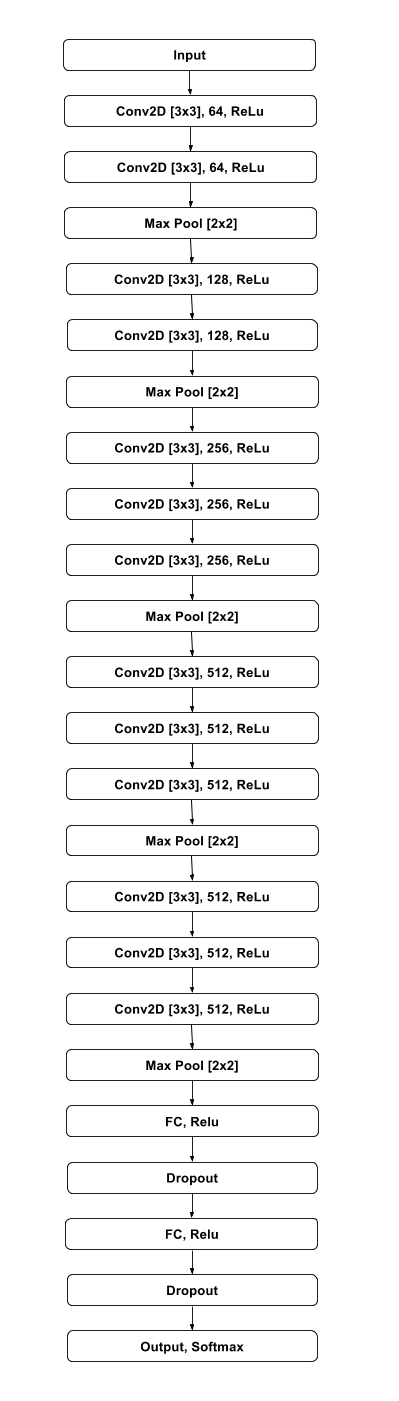 Input
Conv2D [3x3], 64, ReLu
Conv2D [3x3], 64, ReLu
Max Pool [2x2]
Conv2D [3x3], 128, ReLu
Conv2D [3x3], 128, ReLu
Max Pool [2x2]
Conv2D [3x3], 256, ReLu
Conv2D [3x3], 256, ReLu
Conv2D [3x3], 256, ReLu
Max Pool [2x2]
Conv2D [3x3], 512, ReLu
Conv2D [3x3], 512, ReLu
Conv2D [3x3], 512, ReLu
Max Pool [2x2]
Conv2D [3x3], 512, ReLu
Conv2D [3x3], 512, ReLu
Conv2D [3x3], 512, ReLu
Max Pool [2x2]
FC, Relu
Dropout
FC, Relu
Dropout
Output, Softmax